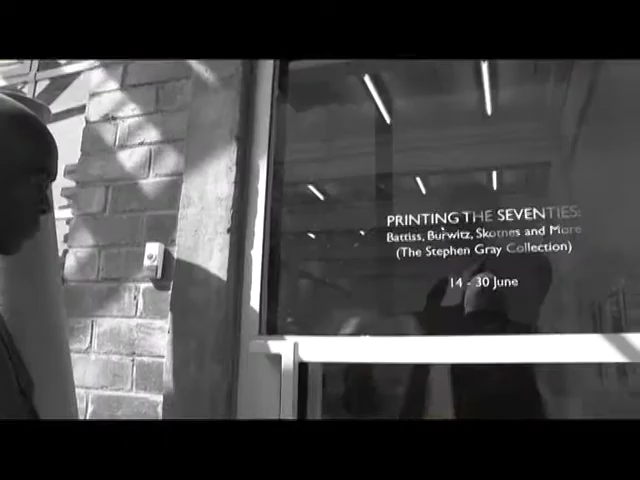 PRINTING THE SEVENTIES:
Battiss, Burwitz, Skotnes and More
(The Stephen Gray Collection)
14 - 30 June